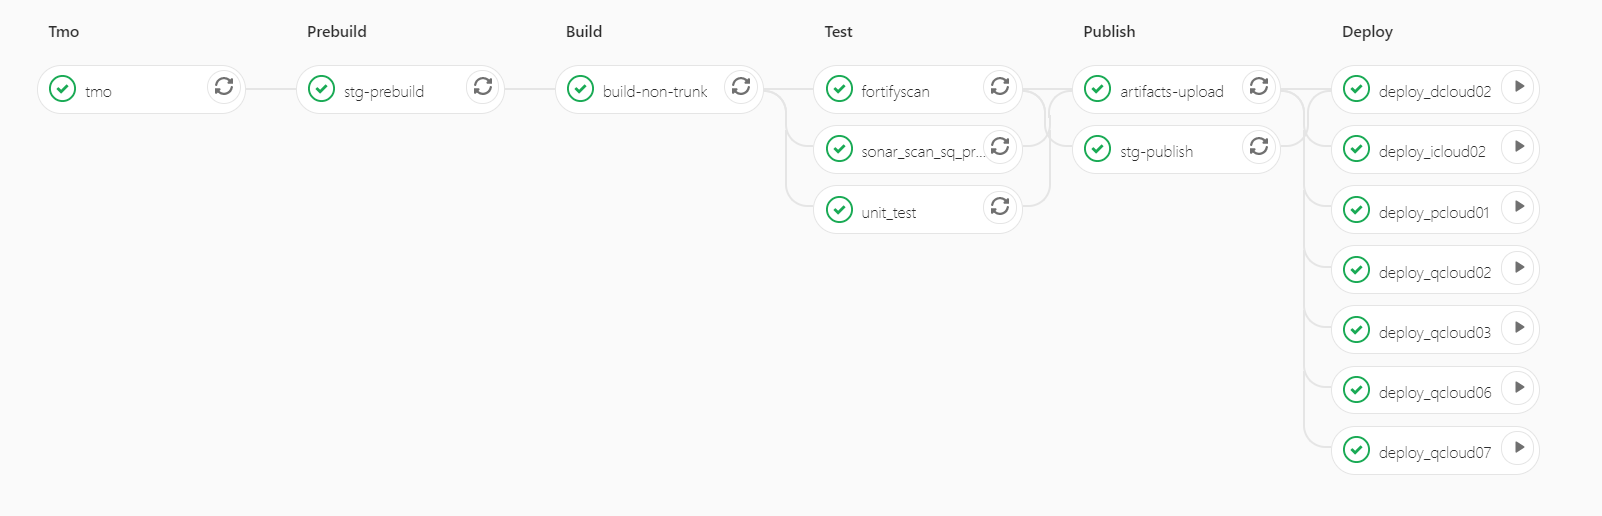 Tmo
Prebuild
Build
Test
Publish
Deploy
tmo
stg-prebuild
build-non-trunk
fortifyscan
artifacts-upload
deploy_dcloud02
sonar_scan_sq_pr...
stg-publish
deploy_icloud02
unit_test
deploy_pcloud01
deploy_qcloud02
deploy_qcloud03
deploy_qcloud06
deploy_qcloud07